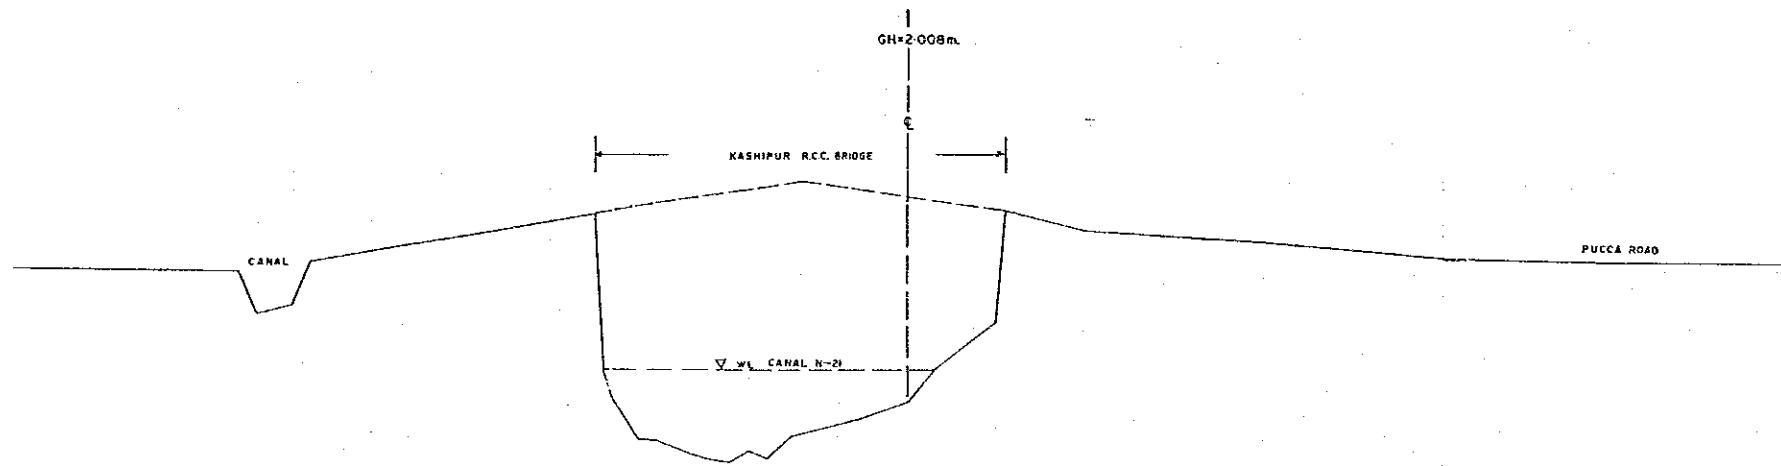 GH=2.008m.
℄
KASHIPUR R.C.C. BRIDGE
CANAL
PUCCA ROAD
WL CANAL N-21